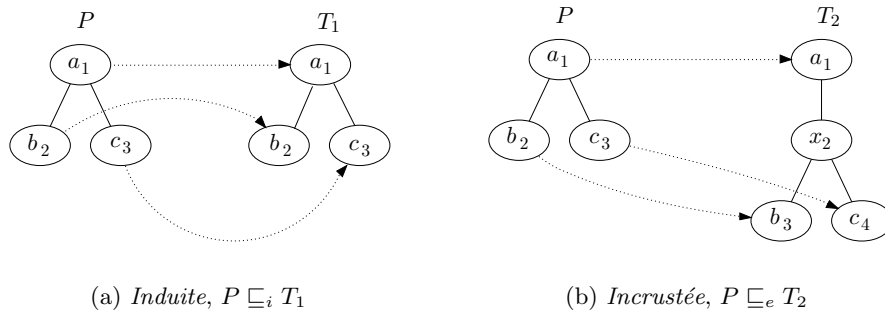 P T₁ P T₂
a₁ a₁ a₁ a₁
b₂ c₃ b₂ c₃ b₂ c₃ x₂
b₃ c₄
(a) Induite, P ⊑ᵢ T₁ (b) Incrustée, P ⊑ₑ T₂